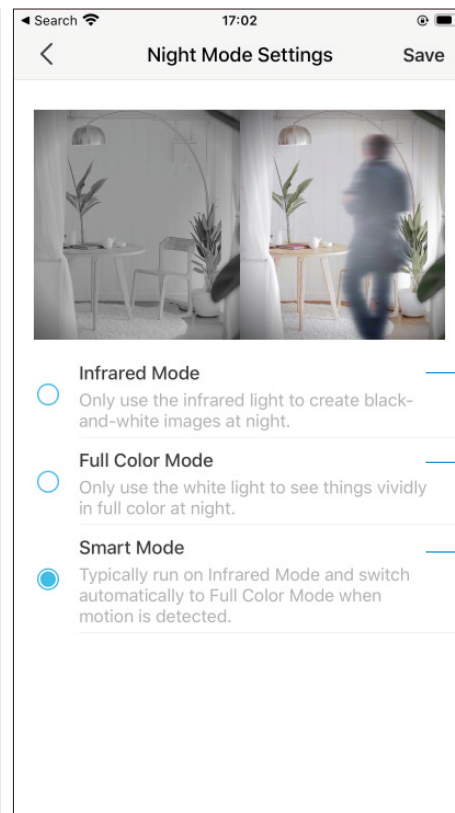 Search 17:02
Night Mode Settings Save
Infrared Mode
Only use the infrared light to create black-
and-white images at night.
Full Color Mode
Only use the white light to see things vividly
in full color at night.
Smart Mode
Typically run on Infrared Mode and switch
automatically to Full Color Mode when
motion is detected.